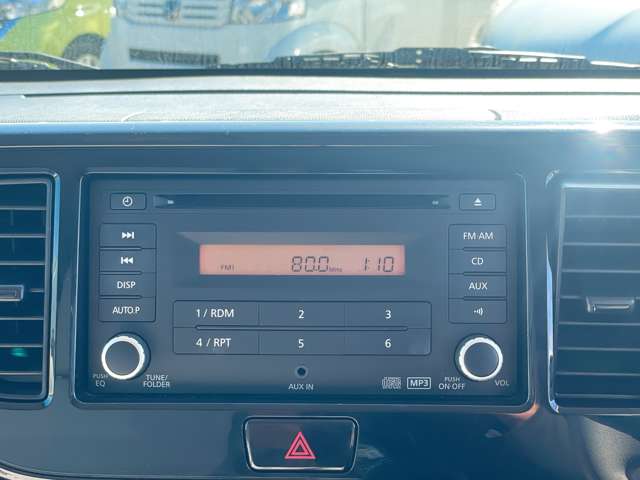 FM1 80.0 MHz 1:10
FM·AM
CD
DISP
AUX
AUTO.P
1 / RDM 2 3
4 / RPT 5 6
PUSH EQ
TUNE/
FOLDER
AUX IN
MP3
PUSH
ON·OFF
VOL